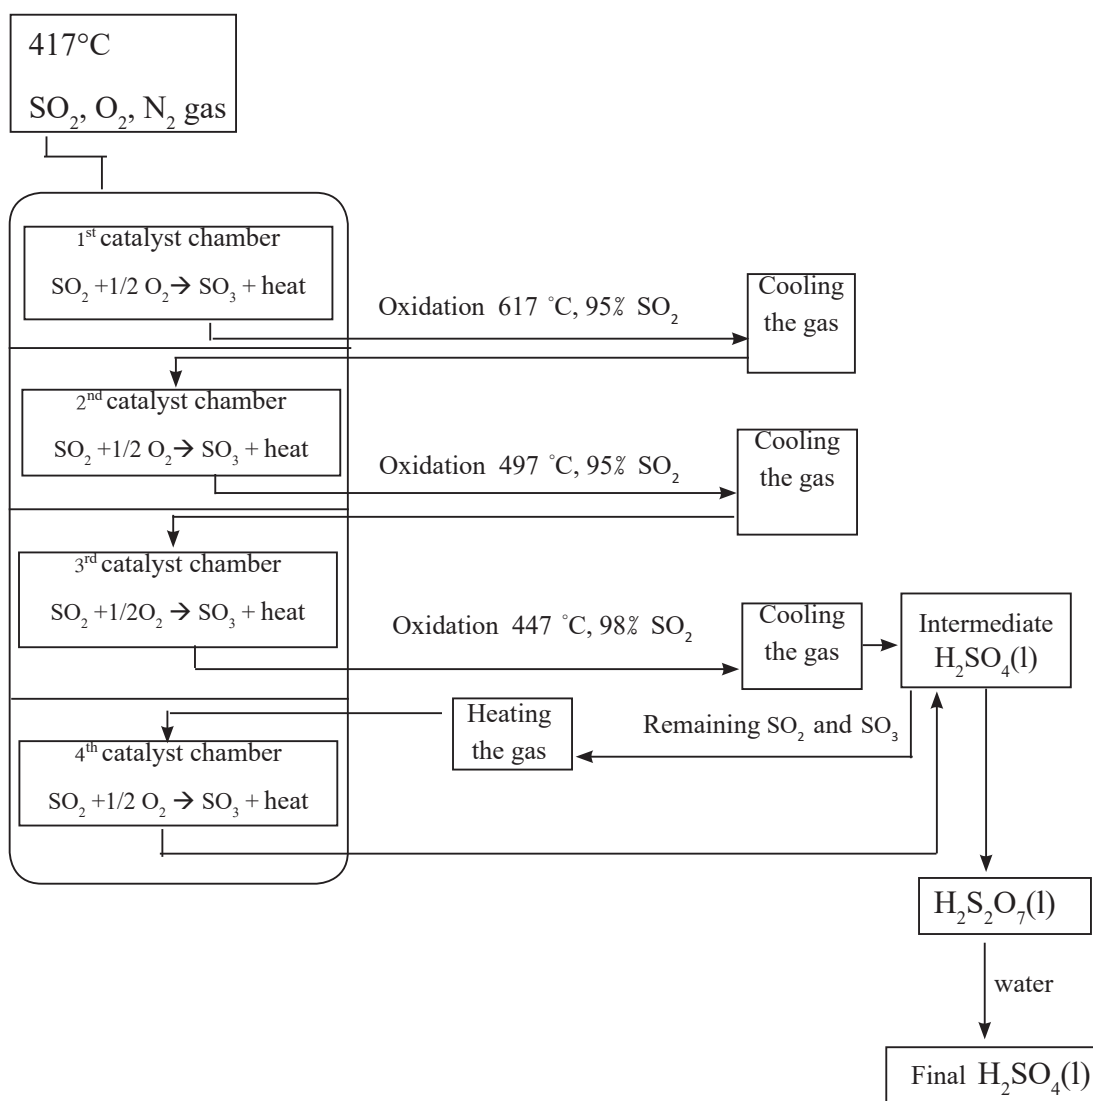 417°C
SO₂, O₂, N₂ gas
1ˢᵗ catalyst chamber
SO₂ +1/2 O₂→ SO₃ + heat
Oxidation 617 °C, 95% SO₂
Cooling
the gas
2ⁿᵈ catalyst chamber
SO₂ +1/2 O₂→ SO₃ + heat
Oxidation 497 °C, 95% SO₂
Cooling
the gas
3ʳᵈ catalyst chamber
SO₂ +1/2O₂ → SO₃ + heat
Oxidation 447 °C, 98% SO₂
Cooling
the gas
Intermediate
H₂SO₄(l)
Remaining SO₂ and SO₃
Heating
the gas
4ᵗʰ catalyst chamber
SO₂ +1/2 O₂ → SO₃ + heat
H₂S₂O₇(l)
water
Final H₂SO₄(l)